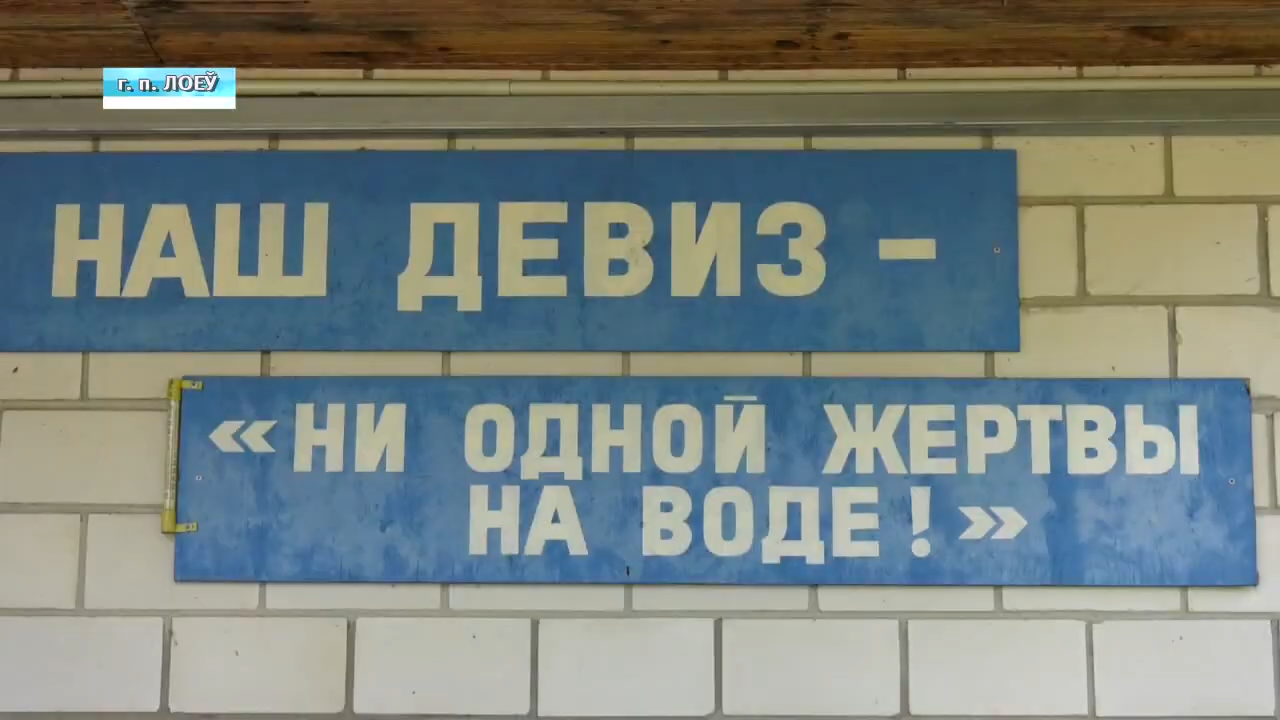 г. п. ЛОЕЎ
НАШ ДЕВИЗ –
«НИ ОДНОЙ ЖЕРТВЫ
НА ВОДЕ!»